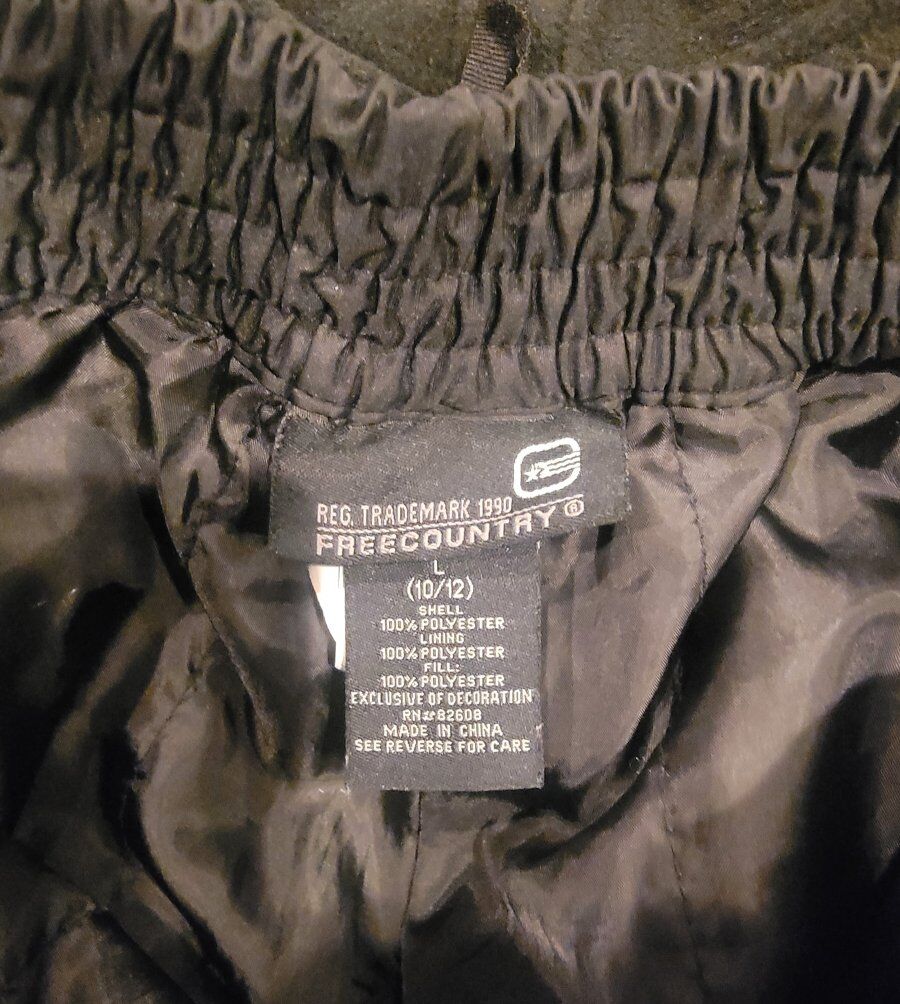 REG. TRADEMARK 1990
FREECOUNTRY®
L
(10/12)
SHELL
100% POLYESTER
LINING
100% POLYESTER
FILL:
100% POLYESTER
EXCLUSIVE OF DECORATION
RN#82608
MADE IN CHINA
SEE REVERSE FOR CARE